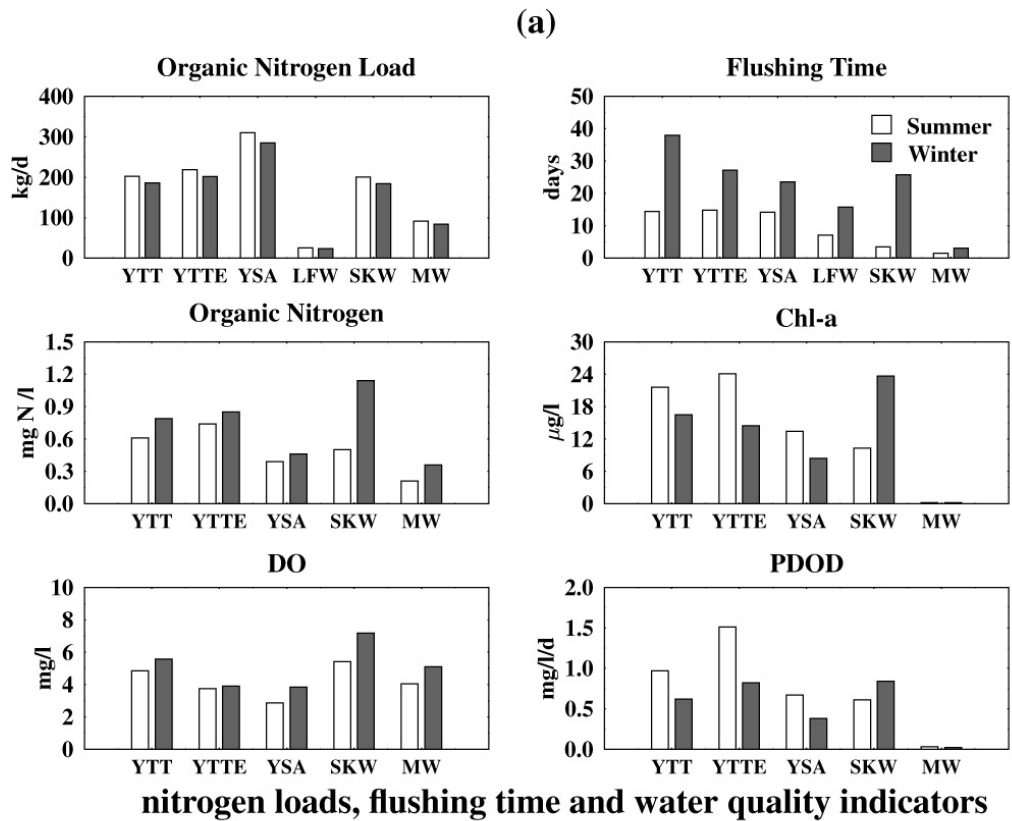 (a)
Organic Nitrogen Load
400
300
200
100
0
kg/d
YTT YTTE YSA LFW SKW MW
Flushing Time
50
40
30
20
10
0
days
Summer
Winter
YTT YTTE YSA LFW SKW MW
Organic Nitrogen
1.5
1.2
0.9
0.6
0.3
0.0
mg N /l
YTT YTTE YSA SKW MW
Chl-a
30
24
18
12
6
0
µg/l
YTT YTTE YSA SKW MW
DO
10
8
6
4
2
0
mg/l
YTT YTTE YSA SKW MW
PDOD
2.0
1.5
1.0
0.5
0.0
mg/l/d
YTT YTTE YSA SKW MW
nitrogen loads, flushing time and water quality indicators